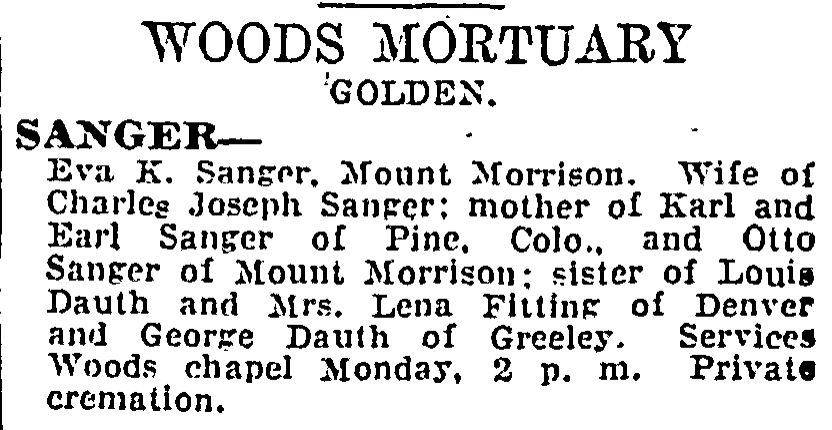 WOODS MORTUARY
GOLDEN.
SANGER—
Eva K. Sanger, Mount Morrison. Wife of
Charles Joseph Sanger; mother of Karl and
Earl Sanger of Pine, Colo., and Otto
Sanger of Mount Morrison; sister of Louis
Dauth and Mrs. Lena Fitting of Denver
and George Dauth of Greeley. Services
Woods chapel Monday, 2 p. m. Private
cremation.